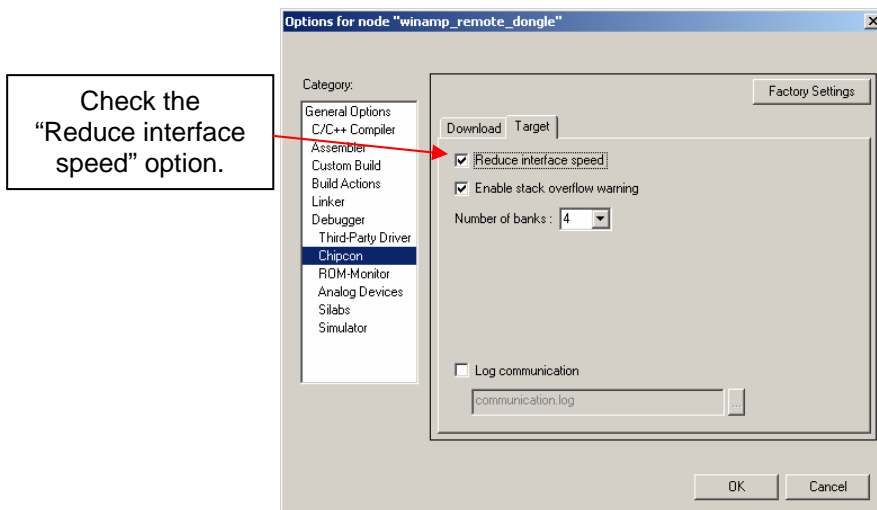 Options for node "winamp_remote_dongle"
Check the
“Reduce interface
speed” option.
Category:
General Options
C/C++ Compiler
Assembler
Custom Build
Build Actions
Linker
Debugger
Third-Party Driver
Chipcon
ROM-Monitor
Analog Devices
Silabs
Simulator
Factory Settings
Download Target
Reduce interface speed
Enable stack overflow warning
Number of banks : 4
Log communication
communication.log ...
OK Cancel